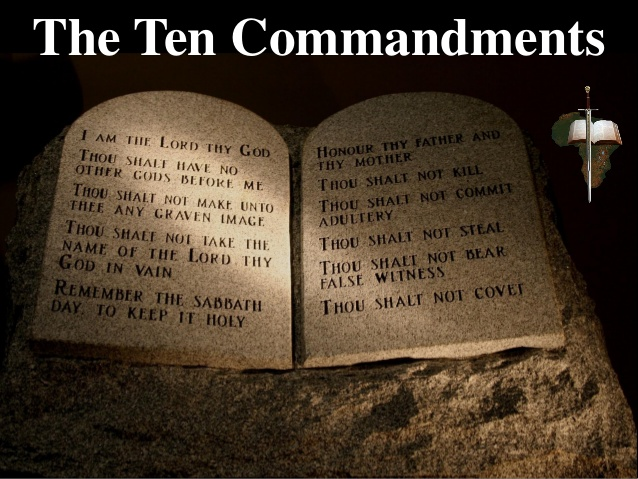 The Ten Commandments
I AM THE LORD THY GOD
THOU SHALT HAVE NO
OTHER GODS BEFORE ME
THOU SHALT NOT MAKE UNTO
THEE ANY GRAVEN IMAGE
THOU SHALT NOT TAKE THE
NAME OF THE LORD THY
GOD IN VAIN
REMEMBER THE SABBATH
DAY, TO KEEP IT HOLY
HONOUR THY FATHER AND
THY MOTHER
THOU SHALT NOT KILL
THOU SHALT NOT COMMIT
ADULTERY
THOU SHALT NOT STEAL
THOU SHALT NOT BEAR
FALSE WITNESS
THOU SHALT NOT COVET